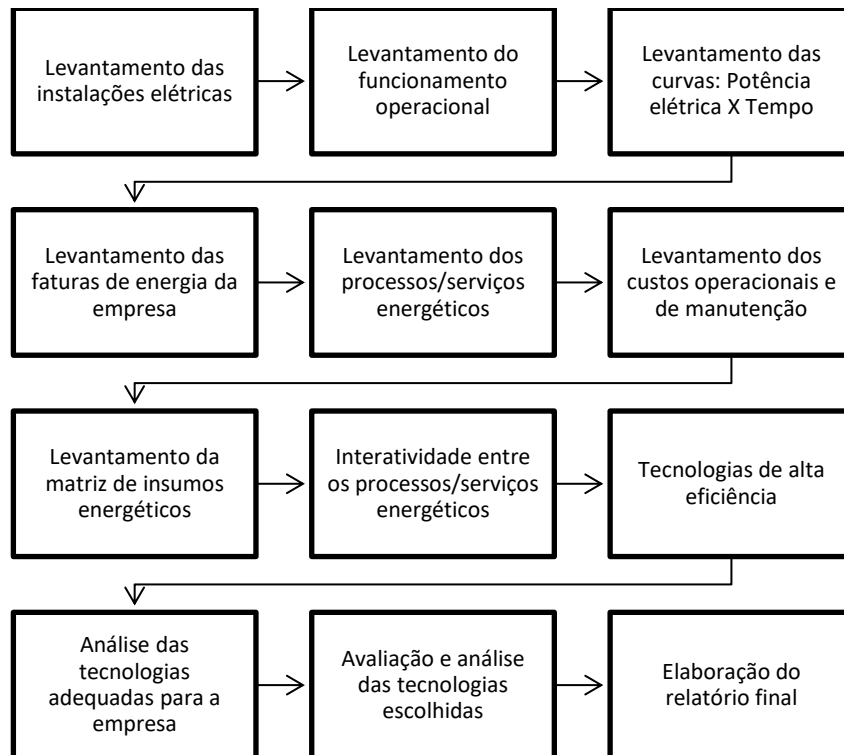 Levantamento das
instalações elétricas
Levantamento do
funcionamento
operacional
Levantamento das
curvas: Potência
elétrica X Tempo
Levantamento das
faturas de energia da
empresa
Levantamento dos
processos/serviços
energéticos
Levantamento dos
custos operacionais e
de manutenção
Levantamento da
matriz de insumos
energéticos
Interatividade entre
os processos/serviços
energéticos
Tecnologias de alta
eficiência
Análise das
tecnologias
adequadas para a
empresa
Avaliação e análise
das tecnologias
escolhidas
Elaboração do
relatório final